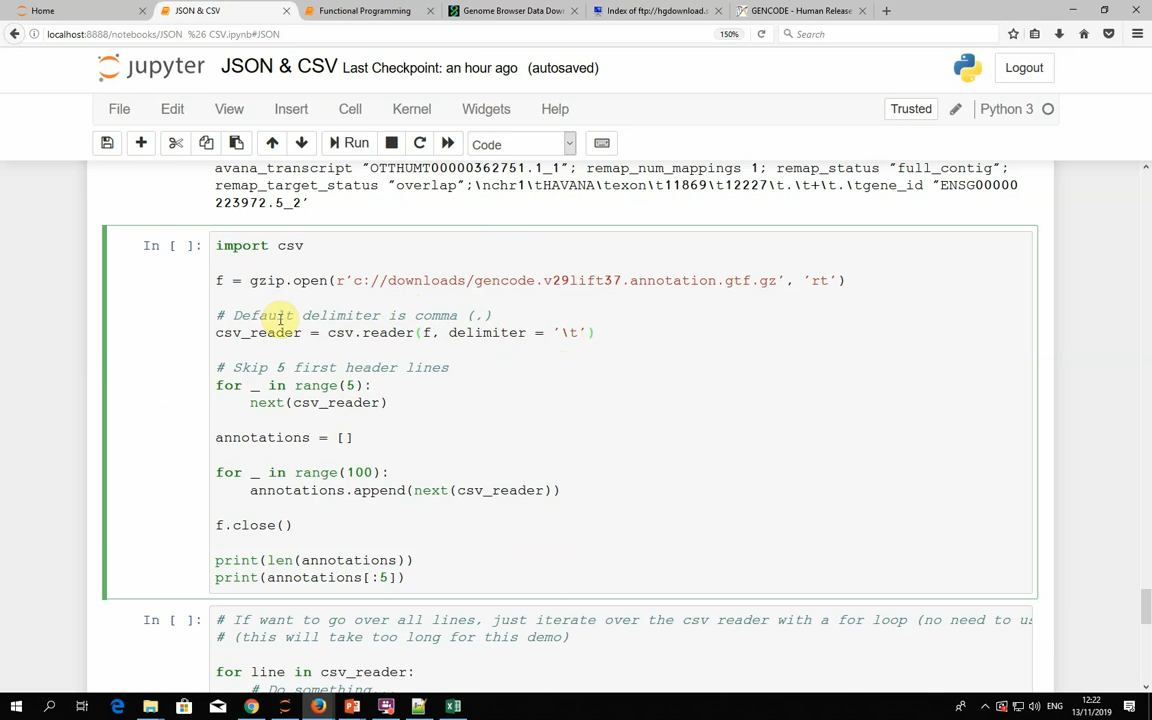 Home
JSON & CSV
Functional Programming
Genome Browser Data Dow
Index of ftp://hgdownload.s
GENCODE - Human Release
localhost:8888/notebooks/JSON %26 CSV.ipynb#JSON
150%
Search
jupyter JSON & CSV Last Checkpoint: an hour ago (autosaved)
Logout
File Edit View Insert Cell Kernel Widgets Help
Trusted
Python 3
Run
Code
avana_transcript "OTTHUMT00000362751.1_1"; remap_num_mappings 1; remap_status "full_contig";
remap_target_status "overlap";\nchr1\tHAVANA\texon\t11869\t12227\t.\t+\t.\tgene_id "ENSG00000
223972.5_2'
In [ ]:
import csv
f = gzip.open(r'c://downloads/gencode.v29lift37.annotation.gtf.gz', 'rt')
# Default delimiter is comma (,)
csv_reader = csv.reader(f, delimiter = '\t')
# Skip 5 first header lines
for _ in range(5):
next(csv_reader)
annotations = []
for _ in range(100):
annotations.append(next(csv_reader))
f.close()
print(len(annotations))
print(annotations[:5])
In [ ]:
# If want to go over all lines, just iterate over the csv reader with a for loop (no need to us
# (this will take too long for this demo)
for line in csv_reader:
# Do something...
ENG
12:22
13/11/2019